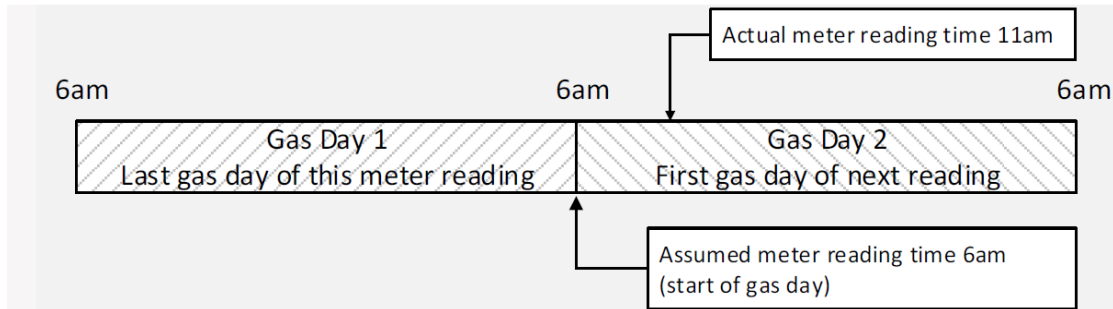 Actual meter reading time 11am
6am
6am
6am
Gas Day 1
Last gas day of this meter reading
Gas Day 2
First gas day of next reading
Assumed meter reading time 6am
(start of gas day)